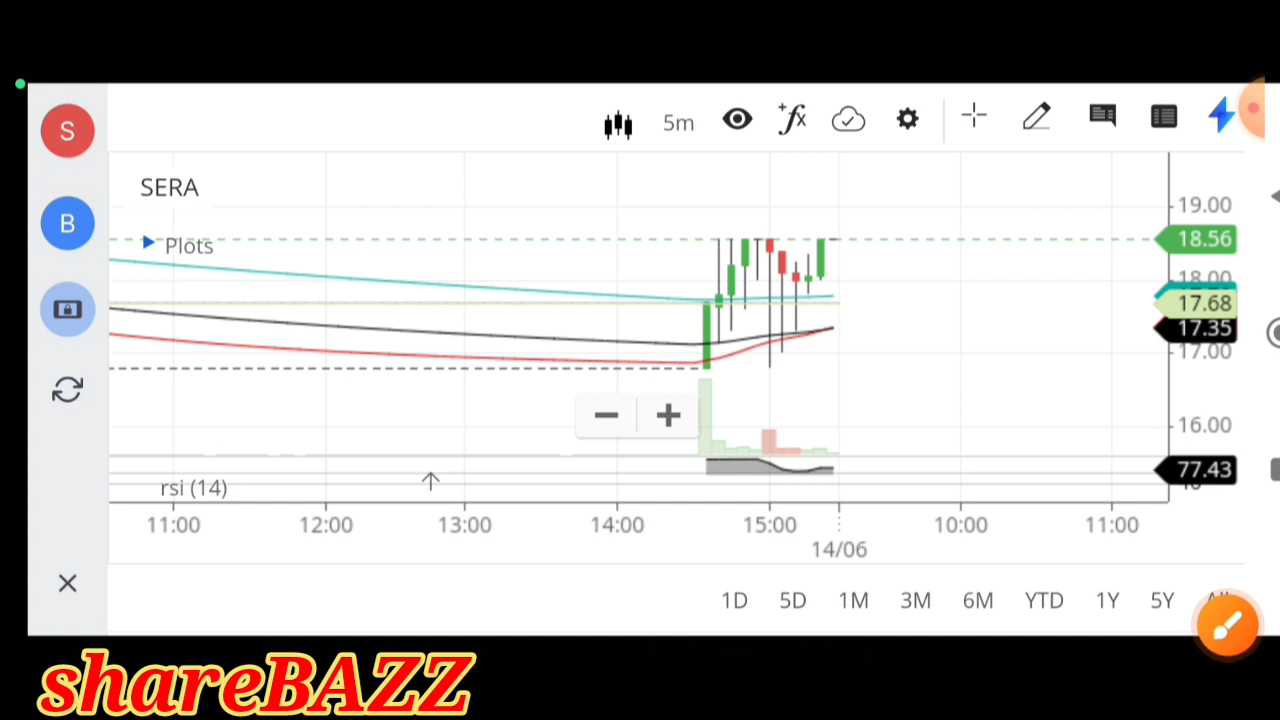 S
5m
fx
SERA
B
Plots
19.00
18.56
18.00
17.68
17.35
17.00
16.00
77.43
rsi (14)
11:00 12:00 13:00 14:00 15:00 10:00 11:00
14/06
1D 5D 1M 3M 6M YTD 1Y 5Y
shareBAZZ